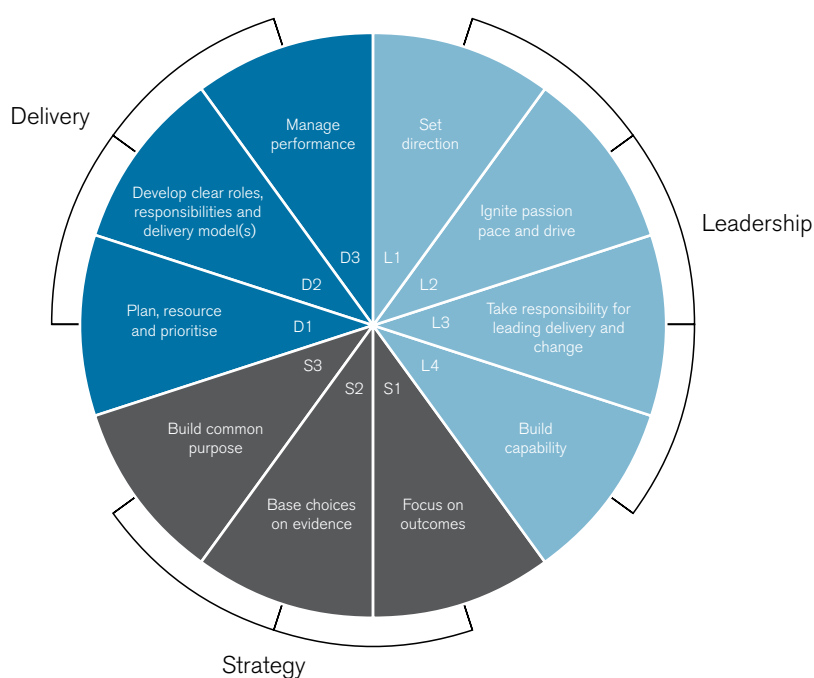 Delivery
Leadership
Strategy
Set
direction
L1
Ignite passion
pace and drive
L2
Take responsibility for
leading delivery and
change
L3
Build
capability
L4
Focus on
outcomes
S1
Base choices
on evidence
S2
Build common
purpose
S3
Plan, resource
and prioritise
D1
Develop clear roles,
responsibilities and
delivery model(s)
D2
Manage
performance
D3